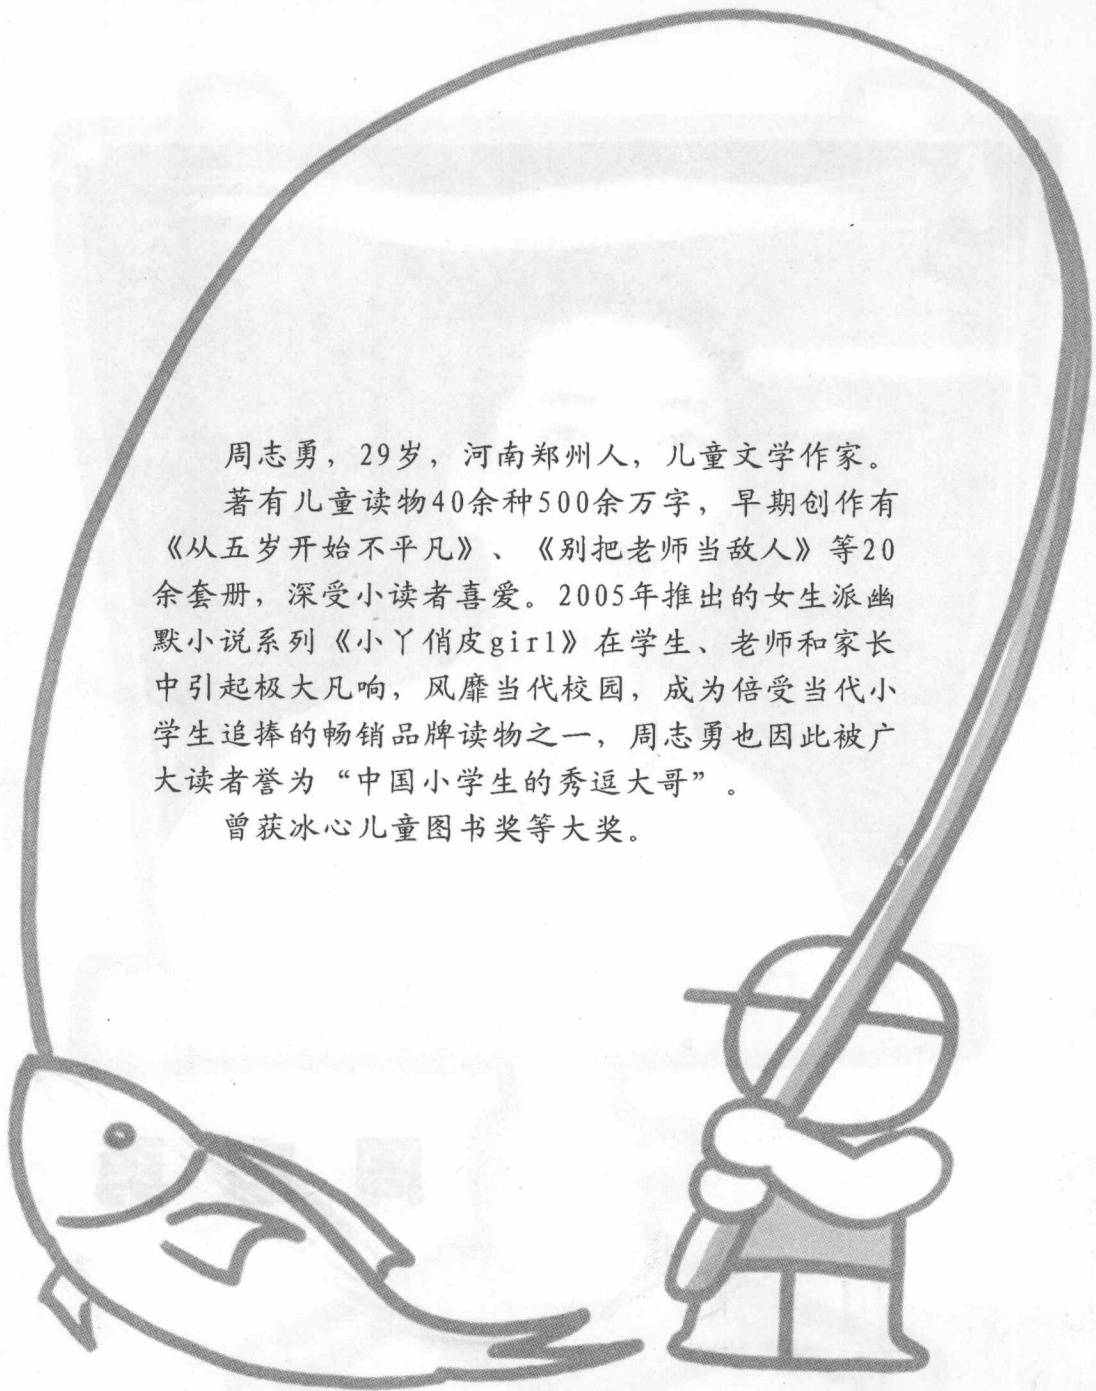 周志勇，29岁，河南郑州人，儿童文学作家。
著有儿童读物40余种500余万字，早期创作有
《从五岁开始不平凡》、《别把老师当敌人》等20
余套册，深受小读者喜爱。2005年推出的女生派幽
默小说系列《小丫俏皮girl》在学生、老师和家长
中引起极大凡响，风靡当代校园，成为倍受当代小
学生追捧的畅销品牌读物之一，周志勇也因此被广
大读者誉为“中国小学生的秀逗大哥”。
曾获冰心儿童图书奖等大奖。